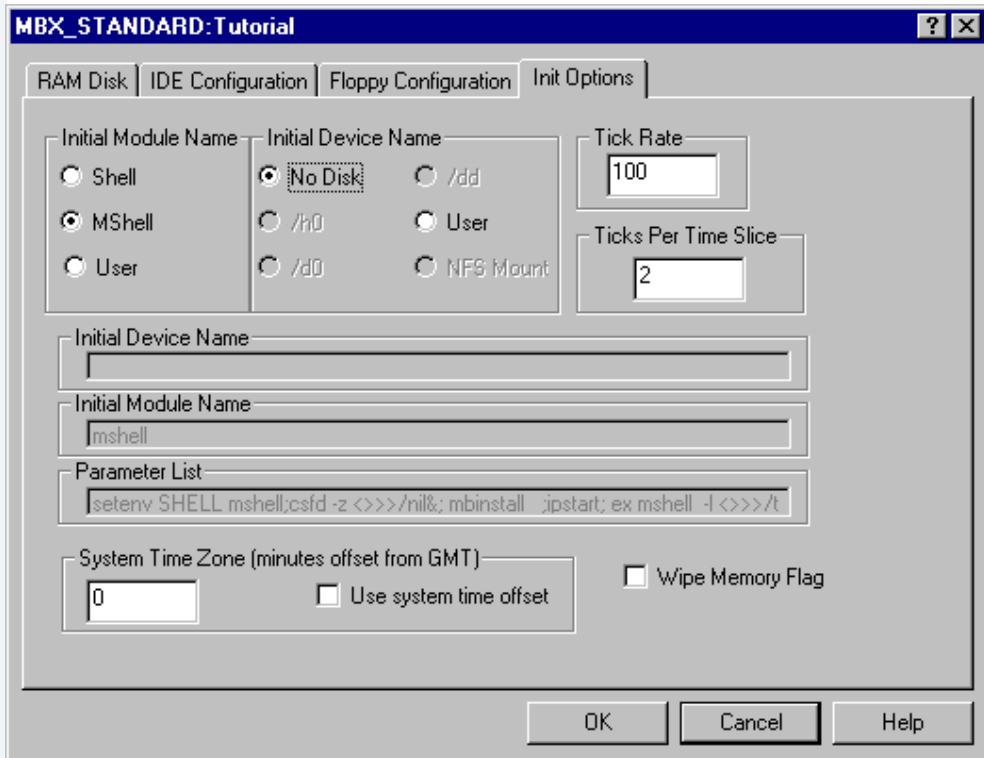 MBX_STANDARD:Tutorial
RAM Disk IDE Configuration Floppy Configuration Init Options
Initial Module Name Initial Device Name Tick Rate
Shell No Disk /dd 100
MShell /h0 User Ticks Per Time Slice
User /d0 NFS Mount 2
Initial Device Name
Initial Module Name
mshell
Parameter List
setenv SHELL mshell;csfd -z <>>>/nil&; mbinstall ;ipstart; ex mshell -l <>>>/t
System Time Zone (minutes offset from GMT)
0 Use system time offset Wipe Memory Flag
OK Cancel Help